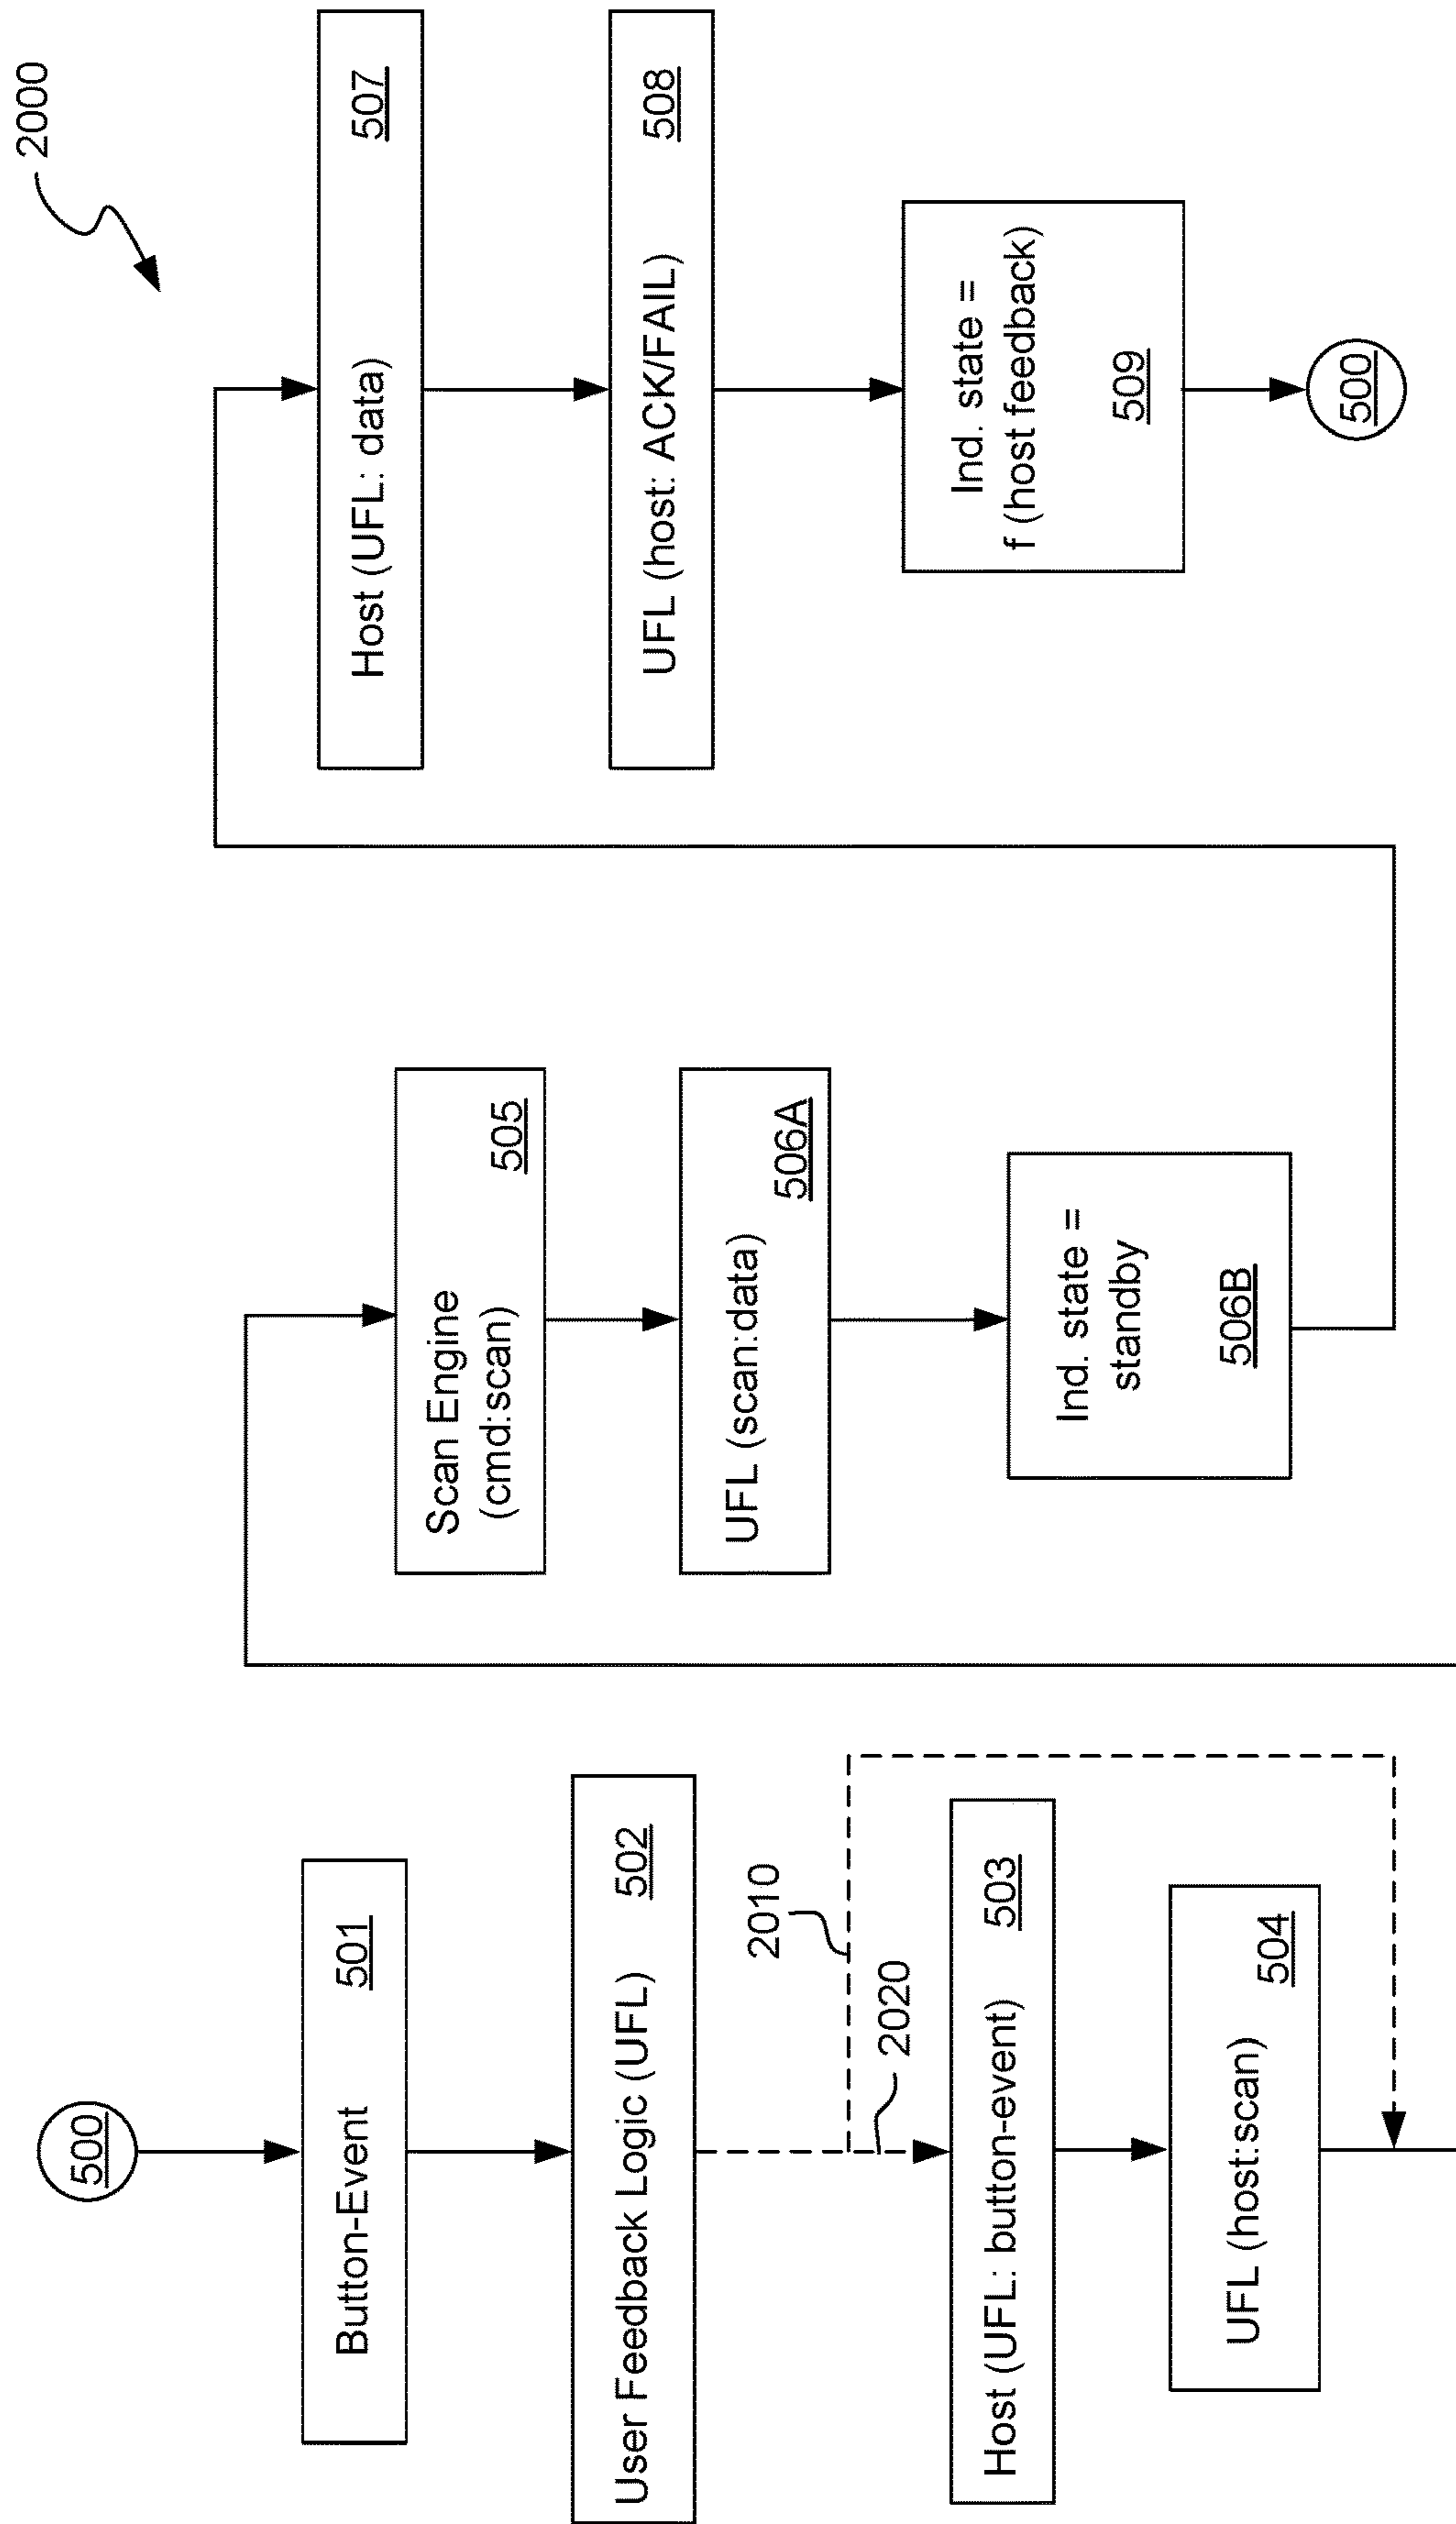 2000
500
Button-Event 501
User Feedback Logic (UFL) 502
2010
2020
Host (UFL: button-event) 503
UFL (host:scan) 504
Scan Engine
(cmd:scan) 505
UFL (scan:data) 506A
Ind. state =
standby
506B
Host (UFL: data) 507
UFL (host: ACK/FAIL) 508
Ind. state =
f (host feedback)
509
500